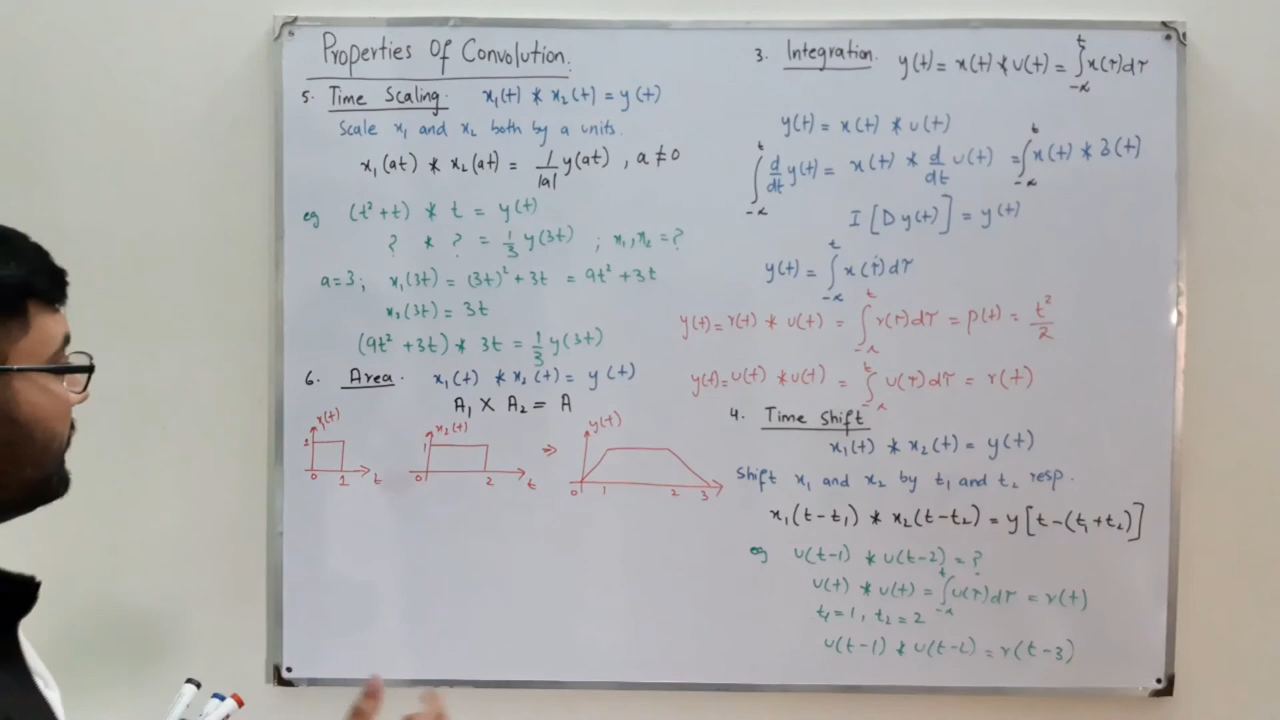 Properties Of Convolution.
5. Time Scaling. x₁(t) * x₂(t) = y(t)
Scale x₁ and x₂ both by a units.
x₁(at) * x₂(at) = 1/|a| y(at) , a ≠ 0
eg (t² + t) * t = y(t)
? * ? = 1/3 y(3t) ; x₁, x₂ = ?
a = 3 ; x₁(3t) = (3t)² + 3t = 9t² + 3t
x₂(3t) = 3t
(9t² + 3t) * 3t = 1/3 y(3t)
6. Area. x₁(t) * x₂(t) = y(t)
A₁ × A₂ = A
x₁(t) x₂(t) ⇒ y(t)
1 1
0 1 t 0 2 t 0 1 2 3
3. Integration. y(t) = x(t) * u(t) = ∫_{-∞}^{t} x(τ)dτ
y(t) = x(t) * u(t)
∫_{-∞}^{t} d/dt y(t) = x(t) * d/dt u(t) = ∫_{-∞}^{t} x(t) * δ(t)
I [D y(t)] = y(t)
y(t) = ∫_{-∞}^{t} x(τ)dτ
y(t) = r(t) * u(t) = ∫_{-∞}^{t} r(τ)dτ = p(t) = t²/2
y(t) = u(t) * u(t) = ∫_{-∞}^{t} u(τ)dτ = r(t)
4. Time Shift
x₁(t) * x₂(t) = y(t)
Shift x₁ and x₂ by t₁ and t₂ resp.
x₁(t-t₁) * x₂(t-t₂) = y[t-(t₁+t₂)]
eg u(t-1) * u(t-2) = ?
u(t) * u(t) = ∫_{-∞}^{t} u(τ)dτ = r(t)
t₁ = 1, t₂ = 2
u(t-1) * u(t-2) = r(t-3)